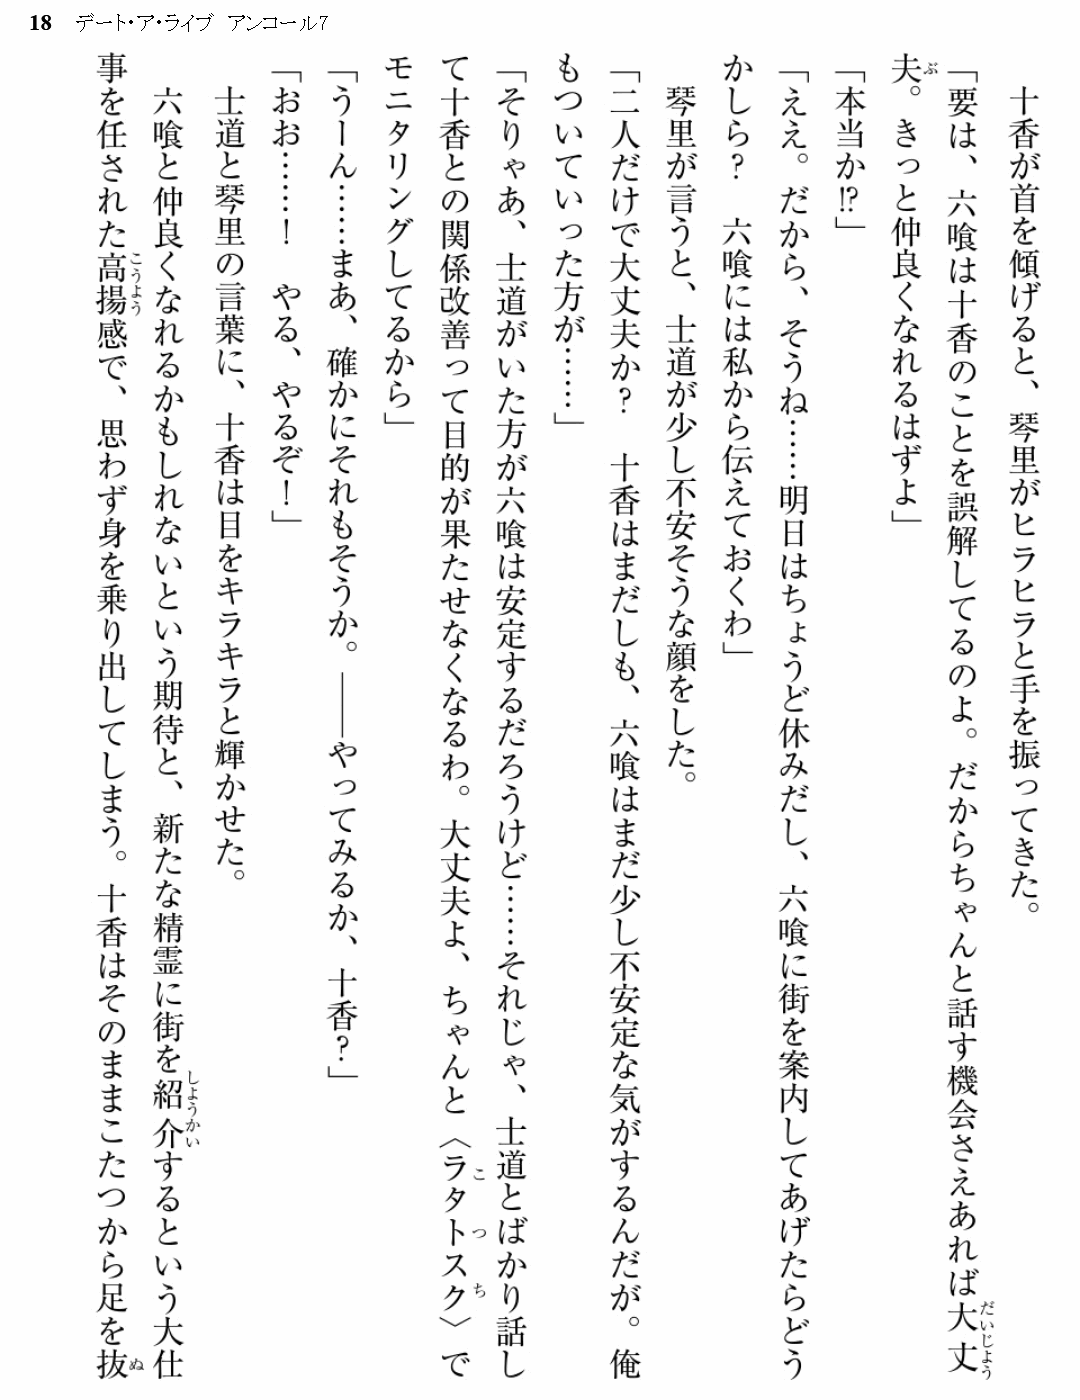 18 デート・ア・ライブ アンコール7
十香が首を傾げると、琴里がヒラヒラと手を振ってきた。
「要は、六喰は十香のことを誤解してるのよ。だからちゃんと話す機会さえあれば大丈
だいじよう
夫。きっと仲良くなれるはずよ」
ぶ
「本当か!?」
「ええ。だから、そうね……明日はちょうど休みだし、六喰に街を案内してあげたらどう
かしら？　六喰には私から伝えておくわ」
琴里が言うと、士道が少し不安そうな顔をした。
「二人だけで大丈夫か？　十香はまだしも、六喰はまだ少し不安定な気がするんだが。俺
もついていった方が……」
「そりゃあ、士道がいた方が六喰は安定するだろうけど……それじゃ、士道とばかり話し
て十香との関係改善って目的が果たせなくなるわ。大丈夫よ、ちゃんと〈ラタトスク〉で
こつち
モニタリングしてるから」
「うーん……まあ、確かにそれもそうか。――やってみるか、十香？」
「おお……！　やる、やるぞ！」
士道と琴里の言葉に、十香は目をキラキラと輝かせた。
六喰と仲良くなれるかもしれないという期待と、新たな精霊に街を紹介するという大仕
しようかい
事を任された高揚感で、思わず身を乗り出してしまう。十香はそのままこたつから足を抜
こうよう
ぬ